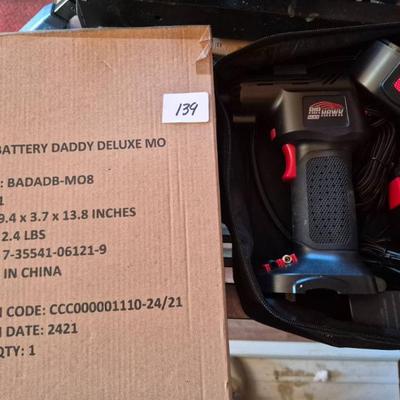 139
BATTERY DADDY DELUXE MO
: BADADB-MO8
1
9.4 x 3.7 x 13.8 INCHES
2.4 LBS
7-35541-06121-9
IN CHINA
N CODE: CCC000001110-24/21
N DATE: 2421
QTY: 1